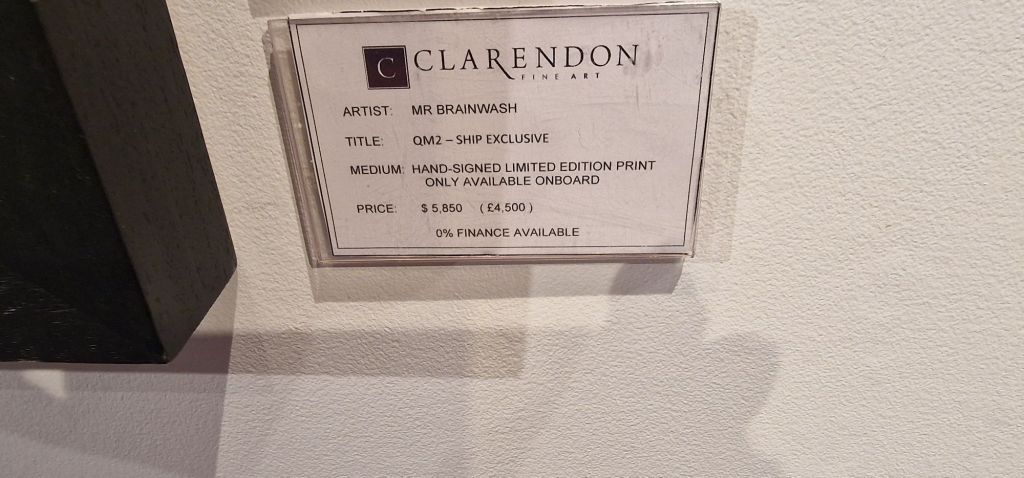 C CLARENDON
FINE ART
ARTIST: MR BRAINWASH
TITLE: QM2 – SHIP EXCLUSIVE
MEDIUM: HAND-SIGNED LIMITED EDITION PRINT
ONLY AVAILABLE ONBOARD
PRICE: $ 5,850 ( £4,500 )
0% FINANCE AVAILABLE